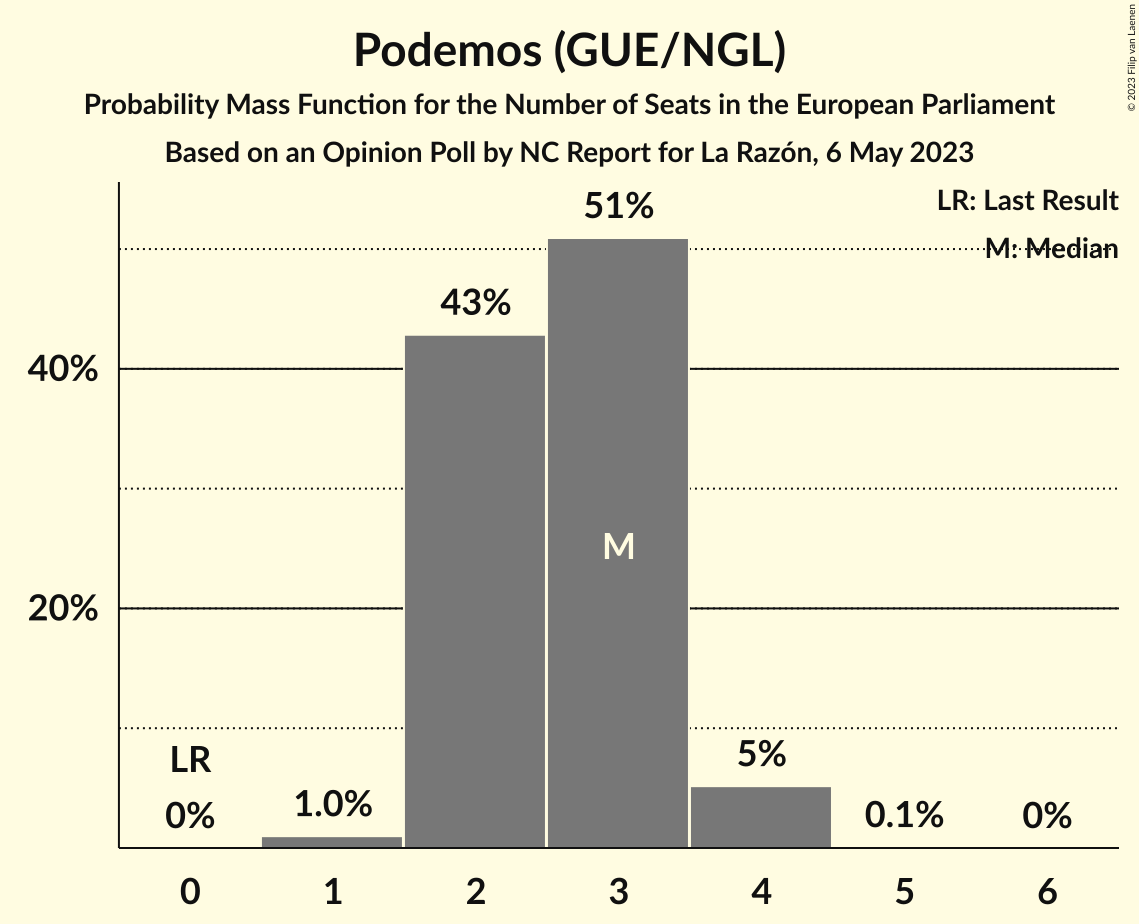 Podemos (GUE/NGL)
Probability Mass Function for the Number of Seats in the European Parliament
Based on an Opinion Poll by NC Report for La Razón, 6 May 2023
© 2023 Filip van Laenen
LR: Last Result
M: Median
51%
43%
40%
M
20%
LR
5%
0%
1.0%
0.1%
0%
0 1 2 3 4 5 6